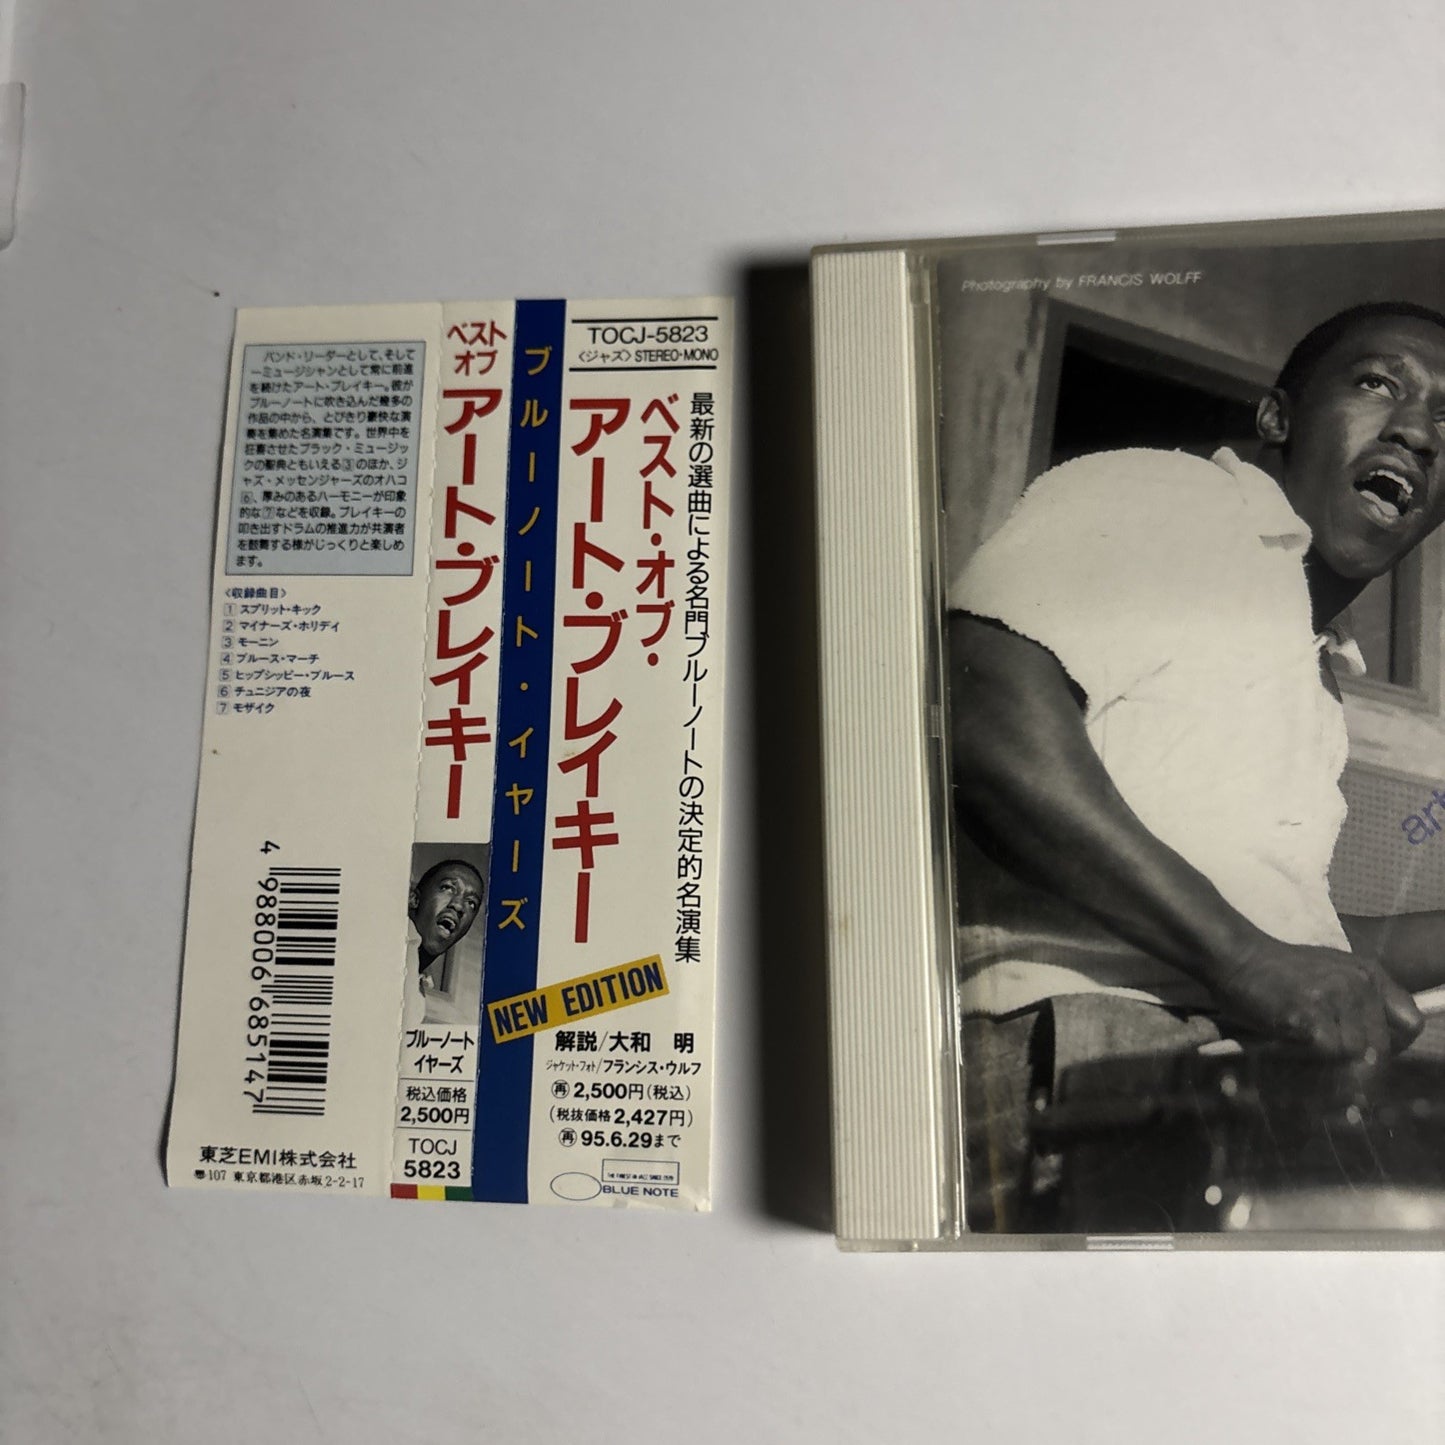 バンド・リーダーとして、そして
一ミュージシャンとして常に前進
を続けたアート・ブレイキー。彼が
ブルーノートに吹き込んだ幾多の
作品の中から、とびきり豪快な演
奏を集めた名演集です。世界中を
狂奏させたブラック・ミュージッ
クの聖典ともいえる③のほか、ジ
ャズ・メッセンジャーズのオハコ
⑥、厚みのあるハーモニーが印象
的な⑦などを収録。ブレイキーの
叩き出すドラムの推進力が共演者
を鼓舞する様がじっくりと楽しめ
ます。
〈収録曲目〉
1 スプリット・キック
2 マイナーズ・ホリデイ
3 モーニン
4 ブルース・マーチ
5 ヒップシッピー・ブルース
6 チュニジアの夜
7 モザイク
4 988006 685147
東芝EMI株式会社
〒107 東京都港区赤坂2-2-17
ベスト
オブ
アート・ブレイキー
ブルーノート
イヤーズ
税込価格
2,500円
TOCJ
5823
ブルーノート・イヤーズ
TOCJ-5823
〈ジャズ〉STEREO・MONO
最新の選曲による名門ブルーノートの決定的名演集
ベスト・オブ・
アート・ブレイキー
NEW EDITION
解説/大和 明
ジャケット・フォト/フランシス・ウルフ
再 2,500円(税込)
(税抜価格2,427円)
再 95.6.29まで
THE FINEST IN JAZZ SINCE 1939
BLUE NOTE
Photography by FRANCIS WOLFF
art